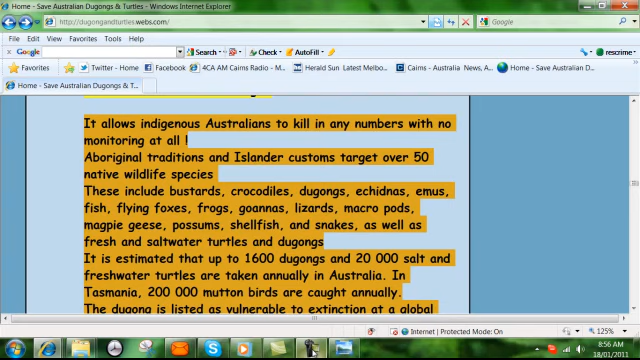 Home - Save Australian Dugongs & Turtles - Windows Internet Explorer
http://dugongandturtles.webs.com/
Google
File Edit View Favorites Tools Help
Google Search Check AutoFill rescrime
Favorites Twitter - Home Facebook 4CA AM Cairns Radio - M... Herald Sun Latest Melbo... Cairns - Australia News, A... Home - Save Australian D...
Home - Save Australian Dugongs & T...
It allows indigenous Australians to kill in any numbers with no
monitoring at all !
Aboriginal traditions and Islander customs target over 50
native wildlife species
These include bustards, crocodiles, dugongs, echidnas, emus,
fish, flying foxes, frogs, goannas, lizards, macro pods,
magpie geese, possums, shellfish, and snakes, as well as
fresh and saltwater turtles and dugongs
It is estimated that up to 1600 dugongs and 20 000 salt and
freshwater turtles are taken annually in Australia. In
Tasmania, 200 000 mutton birds are caught annually.
The dugong is listed as vulnerable to extinction at a global
Internet | Protected Mode: On 125%
8:56 AM
18/01/2011